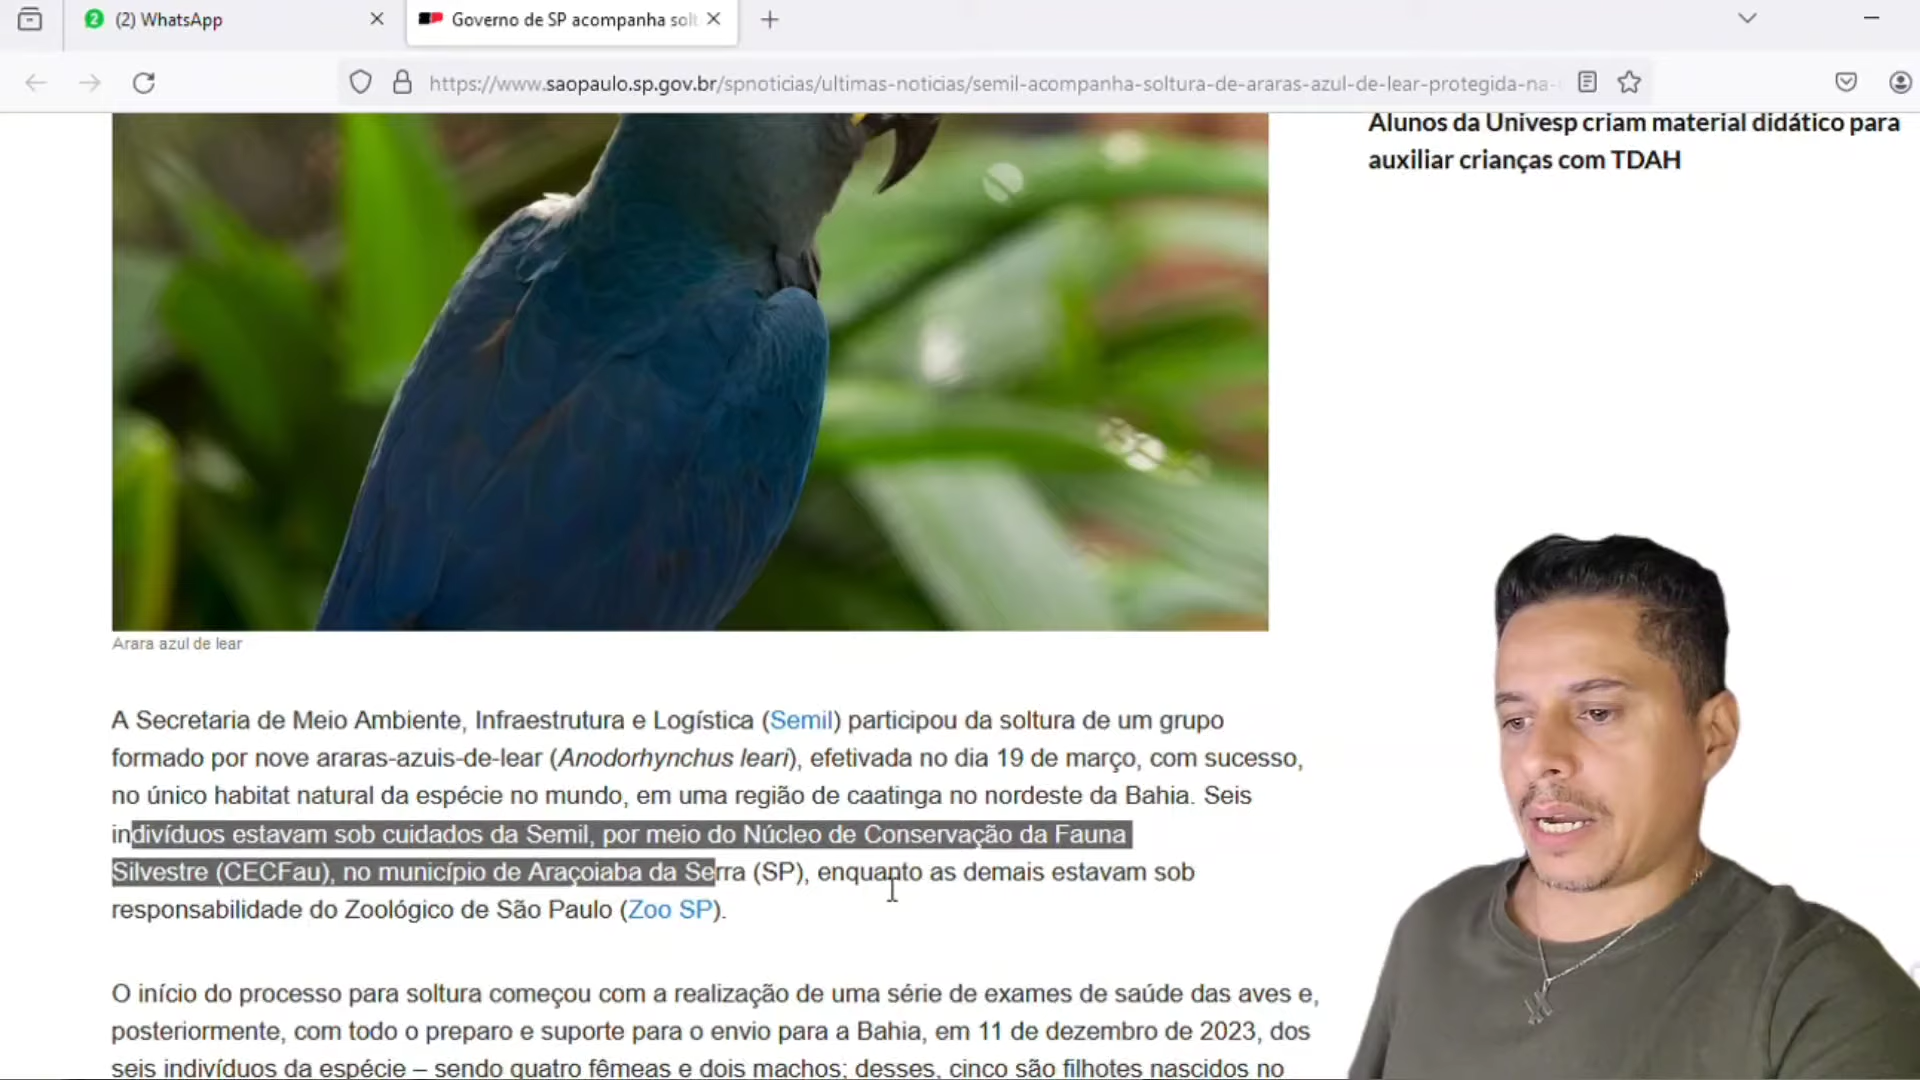 2
(2) WhatsApp
Governo de SP acompanha solt
https://www.saopaulo.sp.gov.br/spnoticias/ultimas-noticias/semil-acompanha-soltura-de-araras-azul-de-lear-protegida-na-
Alunos da Univesp criam material didático para
auxiliar crianças com TDAH
Arara azul de lear
A Secretaria de Meio Ambiente, Infraestrutura e Logística (Semil) participou da soltura de um grupo
formado por nove araras-azuis-de-lear (Anodorhynchus leari), efetivada no dia 19 de março, com sucesso,
no único habitat natural da espécie no mundo, em uma região de caatinga no nordeste da Bahia. Seis
indivíduos estavam sob cuidados da Semil, por meio do Núcleo de Conservação da Fauna
Silvestre (CECFau), no município de Araçoiaba da Serra (SP), enquanto as demais estavam sob
responsabilidade do Zoológico de São Paulo (Zoo SP).
O início do processo para soltura começou com a realização de uma série de exames de saúde das aves e,
posteriormente, com todo o preparo e suporte para o envio para a Bahia, em 11 de dezembro de 2023, dos
seis indivíduos da espécie – sendo quatro fêmeas e dois machos; desses, cinco são filhotes nascidos no